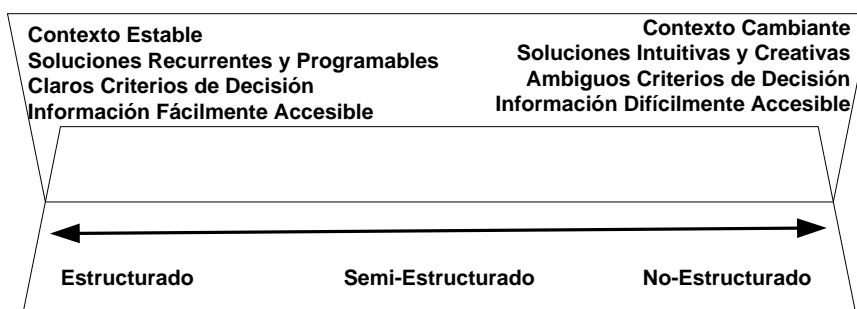 Contexto Estable
Soluciones Recurrentes y Programables
Claros Criterios de Decisión
Información Fácilmente Accesible
Contexto Cambiante
Soluciones Intuitivas y Creativas
Ambiguos Criterios de Decisión
Información Difícilmente Accesible
Estructurado
Semi-Estructurado
No-Estructurado